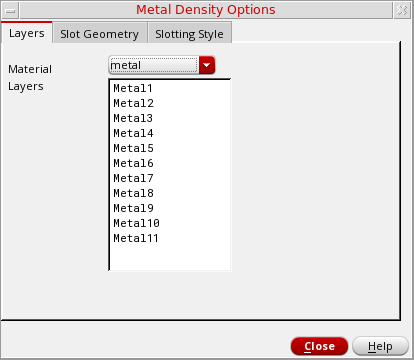 Metal Density Options
Layers Slot Geometry Slotting Style
Material metal
Layers
Metal1
Metal2
Metal3
Metal4
Metal5
Metal6
Metal7
Metal8
Metal9
Metal10
Metal11
Close Help